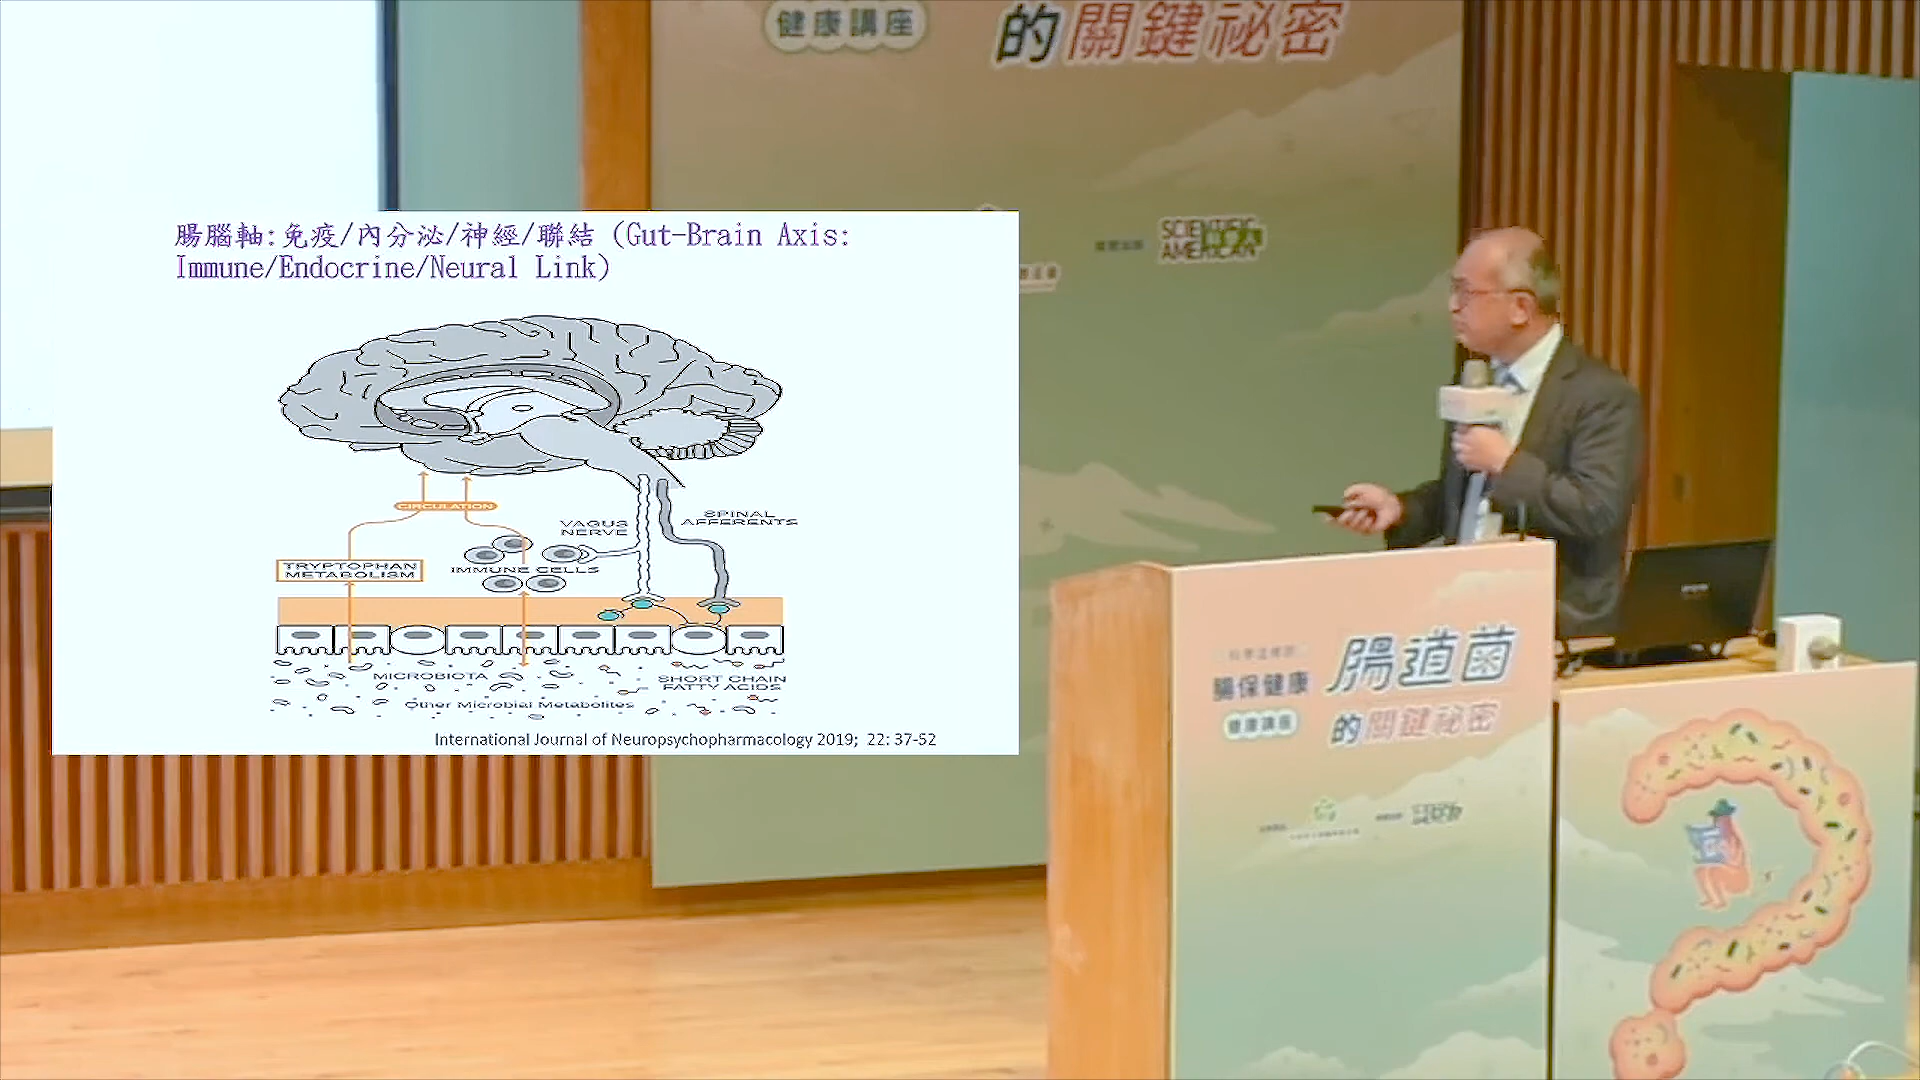 健康講座
的關鍵祕密
SCIENTIFIC
AMERICAN
腸腦軸:免疫/內分泌/神經/聯結 (Gut-Brain Axis:
Immune/Endocrine/Neural Link)
CIRCULATION
VAGUS
NERVE
SPINAL
AFFERENTS
TRYPTOPHAN
METABOLISM
IMMUNE CELLS
MICROBIOTA
SHORT CHAIN
FATTY ACIDS
Other Microbial Metabolites
International Journal of Neuropsychopharmacology 2019; 22: 37-52
腸保健康
健康講座
腸道菌
的關鍵祕密